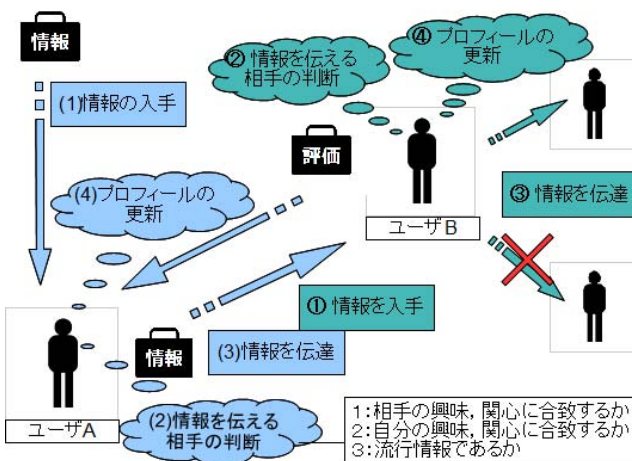 情報
(1)情報の入手
② 情報を伝える
相手の判断
④ プロフィールの
更新
評価
(4)プロフィールの
更新
ユーザB
③ 情報を伝達
① 情報を入手
情報
(3)情報を伝達
ユーザA
(2)情報を伝える
相手の判断
1:相手の興味, 関心に合致するか
2:自分の興味, 関心に合致するか
3:流行情報であるか